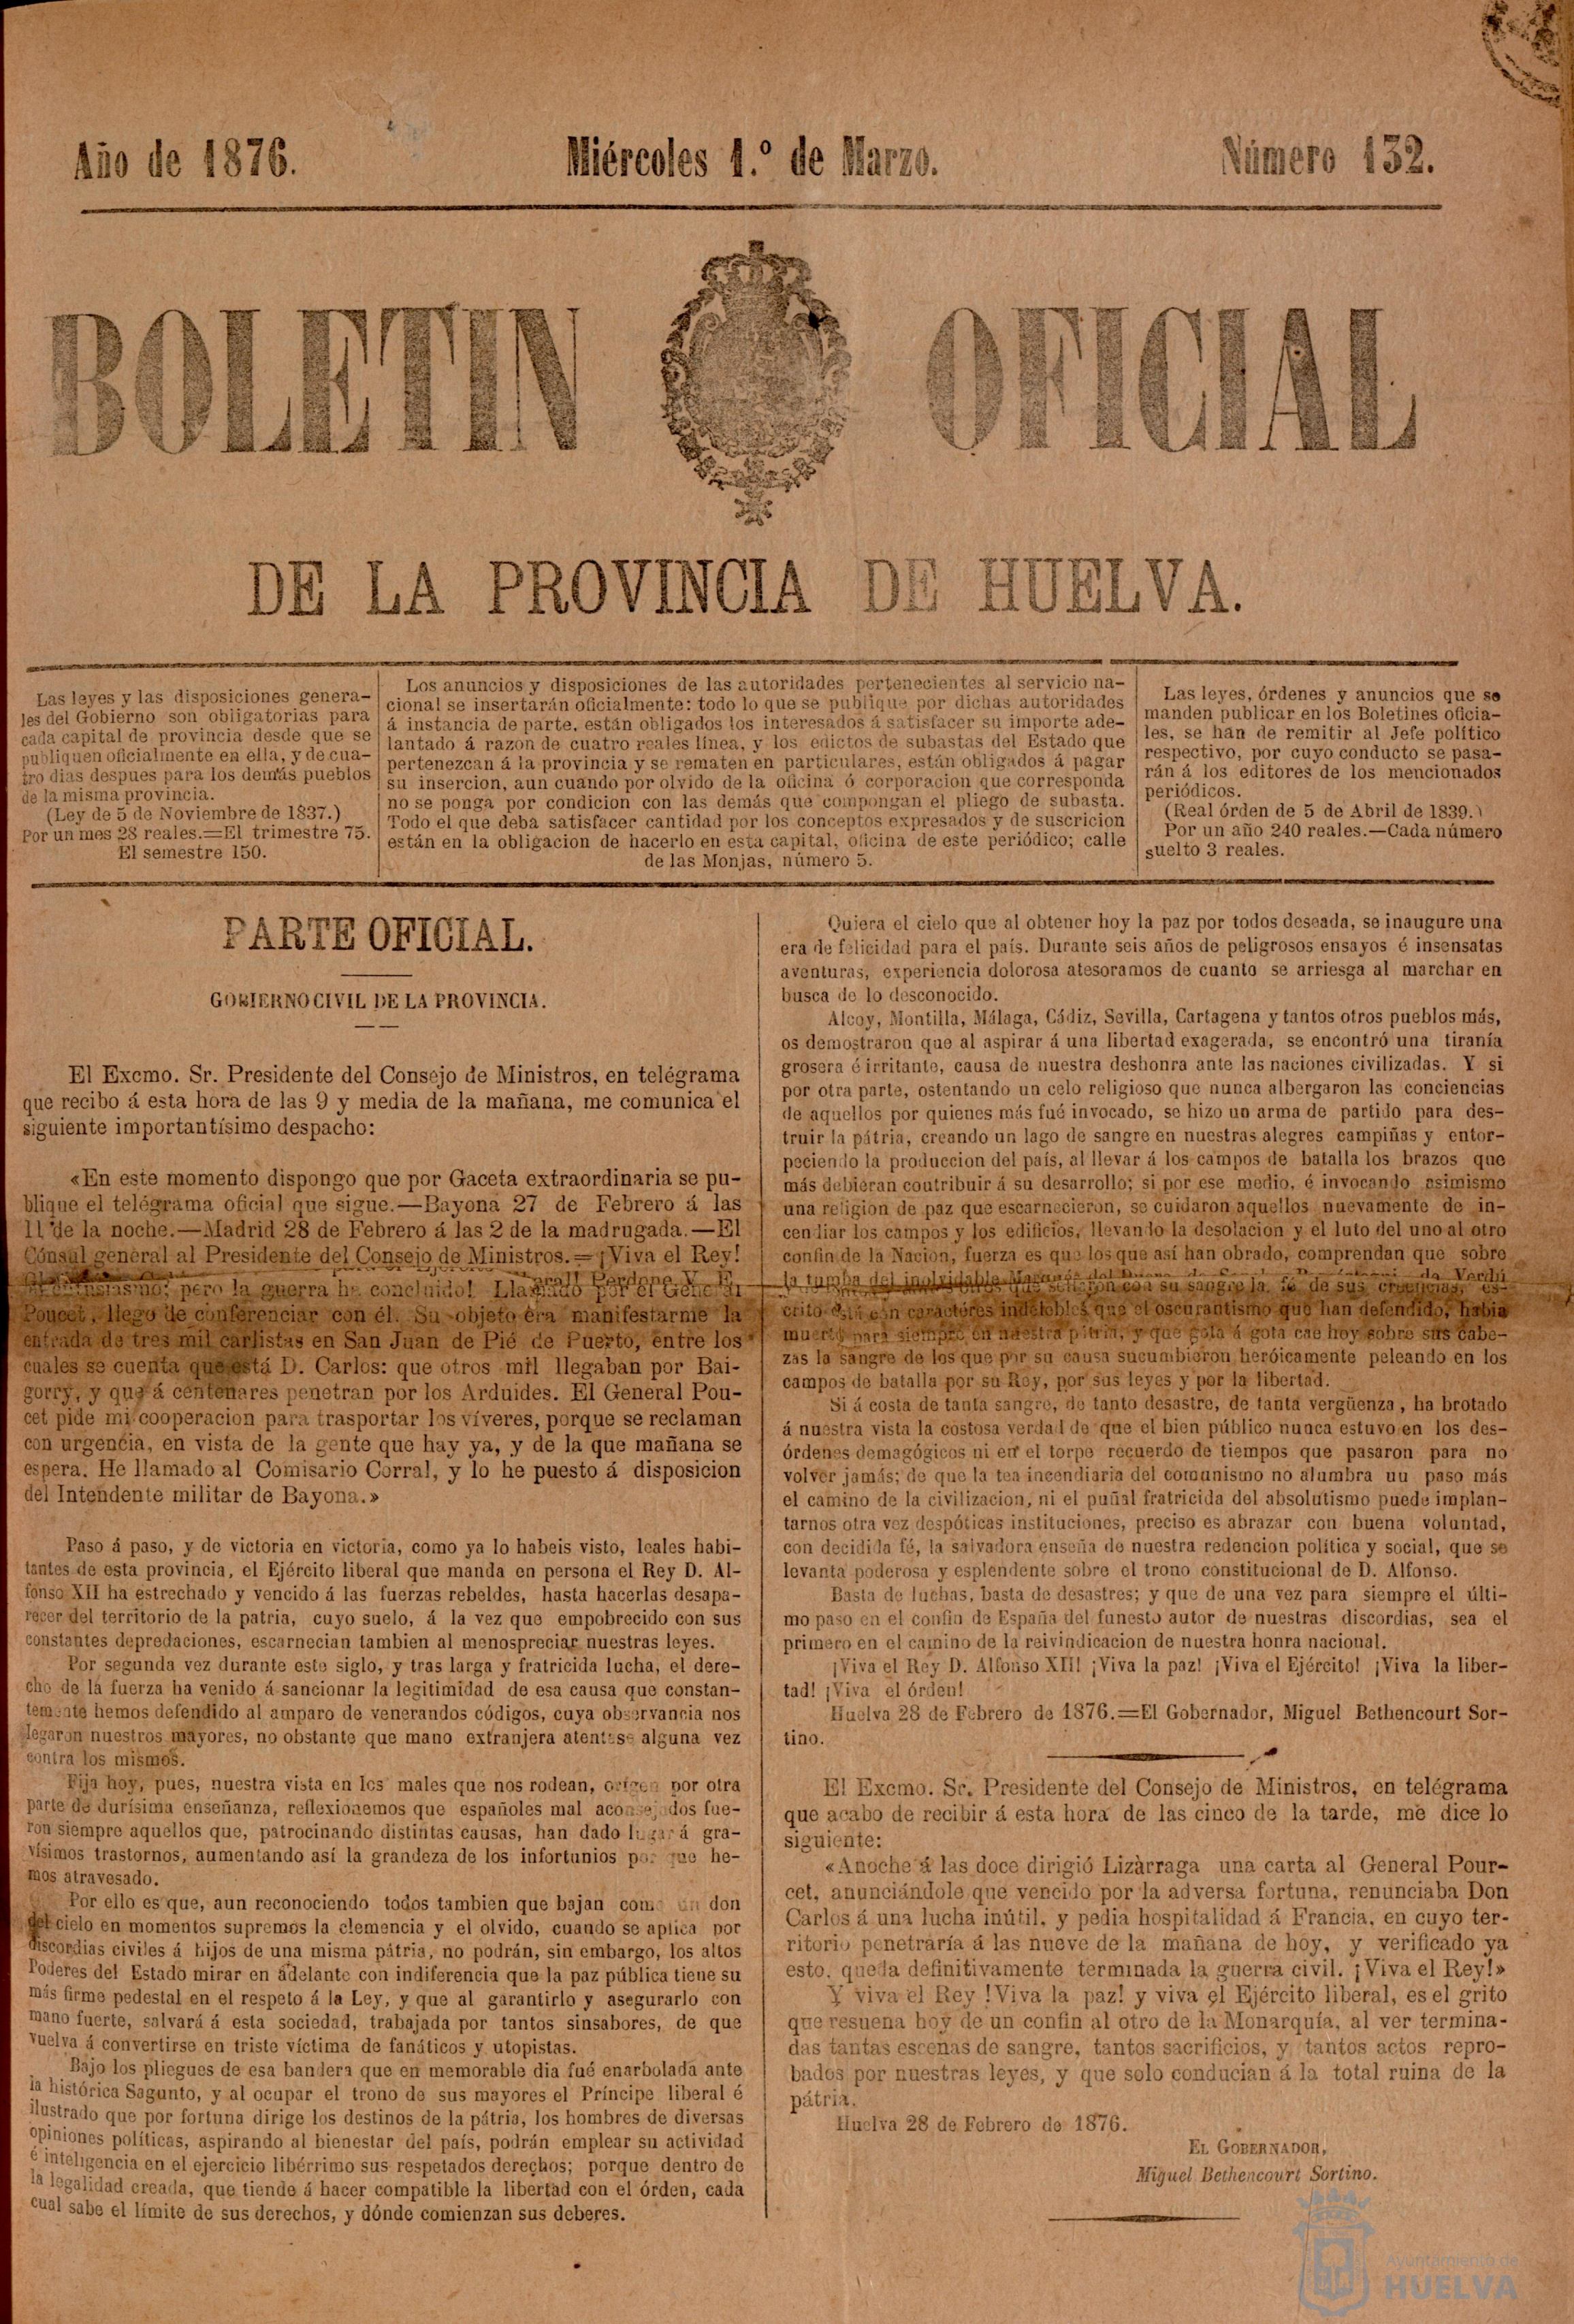 Año de 1876.
Miércoles 1.º de Marzo.
Número 132.
BOLETIN OFICIAL
DE LA PROVINCIA DE HUELVA.
Las leyes y las disposiciones genera-
les del Gobierno son obligatorias para
cada capital de provincia desde que se
publiquen oficialmente en ella, y de cua-
tro dias despues para los demás pueblos
de la misma provincia.
(Ley de 5 de Noviembre de 1837.)
Por un mes 28 reales.=El trimestre 75.
El semestre 150.
Los anuncios y disposiciones de las autoridades pertenecientes al servicio na-
cional se insertarán oficialmente: todo lo que se publique por dichas autoridades
á instancia de parte, están obligados los interesados á satisfacer su importe ade-
lantado á razon de cuatro reales línea, y los edictos de subastas del Estado que
pertenezcan á la provincia y se rematen en particulares, están obligados á pagar
su insercion, aun cuando por olvido de la oficina ó corporacion que corresponda
no se ponga por condicion con las demás que compongan el pliego de subasta.
Todo el que deba satisfacer cantidad por los conceptos expresados y de suscricion
están en la obligacion de hacerlo en esta capital, oficina de este periódico; calle
de las Monjas, número 5.
Las leyes, órdenes y anuncios que se
manden publicar en los Boletines oficia-
les, se han de remitir al Jefe político
respectivo, por cuyo conducto se pasa-
rán á los editores de los mencionados
periódicos.
(Real órden de 5 de Abril de 1839.)
Por un año 240 reales.—Cada número
suelto 3 reales.
PARTE OFICIAL.
GOBIERNO CIVIL DE LA PROVINCIA.
El Excmo. Sr. Presidente del Consejo de Ministros, en telégrama
que recibo á esta hora de las 9 y media de la mañana, me comunica el
siguiente importantísimo despacho:
«En este momento dispongo que por Gaceta extraordinaria se pu-
blique el telégrama oficial que sigue.—Bayona 27 de Febrero á las
11 de la noche.—Madrid 28 de Febrero á las 2 de la madrugada.—El
Cónsul general al Presidente del Consejo de Ministros.=¡Viva el Rey!
Perdone V. E.
entusiasmo; pero la guerra ha concluido! Llamado por el General
Poucet, llego de conferenciar con él. Su objeto era manifestarme la
entrada de tres mil carlistas en San Juan de Pié de Puerto, entre los
cuales se cuenta que está D. Carlos: que otros mil llegaban por Bai-
gorry, y que á centenares penetran por los Arduides. El General Pou-
cet pide mi cooperacion para trasportar los víveres, porque se reclaman
con urgencia, en vista de la gente que hay ya, y de la que mañana se
espera. He llamado al Comisario Corral, y lo he puesto á disposicion
del Intendente militar de Bayona.»
Paso á paso, y de victoria en victoria, como ya lo habeis visto, leales habi-
tantes de esta provincia, el Ejército liberal que manda en persona el Rey D. Al-
fonso XII ha estrechado y vencido á las fuerzas rebeldes, hasta hacerlas desapa-
recer del territorio de la patria, cuyo suelo, á la vez que empobrecido con sus
constantes depredaciones, escarnecian tambien al menospreciar nuestras leyes.
Por segunda vez durante este siglo, y tras larga y fratricida lucha, el dere-
cho de la fuerza ha venido á sancionar la legitimidad de esa causa que constan-
temente hemos defendido al amparo de venerandos códigos, cuya observancia nos
legaron nuestros mayores, no obstante que mano extranjera atentase alguna vez
contra los mismos.
Fija hoy, pues, nuestra vista en los males que nos rodean, origen por otra
parte de durísima enseñanza, reflexionemos que españoles mal aconsejados fue-
ron siempre aquellos que, patrocinando distintas causas, han dado lugar á gra-
vísimos trastornos, aumentando así la grandeza de los infortunios por que he-
mos atravesado.
Por ello es que, aun reconociendo todos tambien que bajan como un don
del cielo en momentos supremos la clemencia y el olvido, cuando se aplica por
discordias civiles á hijos de una misma pátria, no podrán, sin embargo, los altos
Poderes del Estado mirar en adelante con indiferencia que la paz pública tiene su
más firme pedestal en el respeto á la Ley, y que al garantirlo y asegurarlo con
mano fuerte, salvará á esta sociedad, trabajada por tantos sinsabores, de que
vuelva á convertirse en triste víctima de fanáticos y utopistas.
Bajo los pliegues de esa bandera que en memorable dia fué enarbolada ante
la histórica Sagunto, y al ocupar el trono de sus mayores el Príncipe liberal é
ilustrado que por fortuna dirige los destinos de la pátria, los hombres de diversas
opiniones políticas, aspirando al bienestar del país, podrán emplear su actividad
é inteligencia en el ejercicio libérrimo sus respetados derechos; porque dentro de
la legalidad creada, que tiende á hacer compatible la libertad con el órden, cada
cual sabe el límite de sus derechos, y dónde comienzan sus deberes.
Quiera el cielo que al obtener hoy la paz por todos deseada, se inaugure una
era de felicidad para el país. Durante seis años de peligrosos ensayos é insensatas
aventuras, experiencia dolorosa atesoramos de cuanto se arriesga al marchar en
busca de lo desconocido.
Alcoy, Montilla, Málaga, Cádiz, Sevilla, Cartagena y tantos otros pueblos más,
os demostraron que al aspirar á una libertad exagerada, se encontró una tiranía
grosera é irritante, causa de nuestra deshonra ante las naciones civilizadas. Y si
por otra parte, ostentando un celo religioso que nunca albergaron las conciencias
de aquellos por quienes más fué invocado, se hizo un arma de partido para des-
truir la pátria, creando un lago de sangre en nuestras alegres campiñas y entor-
peciendo la produccion del país, al llevar á los campos de batalla los brazos que
más debieran coutribuir á su desarrollo; si por ese medio, é invocando asimismo
una religion de paz que escarnecieron, se cuidaron aquellos nuevamente de in-
cendiar los campos y los edificios, llevando la desolacion y el luto del uno al otro
confin de la Nacion, fuerza es que los que así han obrado, comprendan que sobre
la tumba del inolvidable Marqués del Duero, de Verdú
otros que sellaron con su sangre la fé de sus creencias, es-
crito está con caractéres indelebles que el oscurantismo que han defendido, habia
muerto para siempre en nuestra pátria, y que gota á gota cae hoy sobre sus cabe-
zas la sangre de los que por su causa sucumbieron heróicamente peleando en los
campos de batalla por su Rey, por sus leyes y por la libertad.
Si á costa de tanta sangre, de tanto desastre, de tanta vergüenza, ha brotado
á nuestra vista la costosa verdad de que el bien público nunca estuvo en los des-
órdenes demagógicos ni en el torpe recuerdo de tiempos que pasaron para no
volver jamás; de que la tea incendiaria del comunismo no alumbra uu paso más
el camino de la civilizacion, ni el puñal fratricida del absolutismo puede implan-
tarnos otra vez despóticas instituciones, preciso es abrazar con buena voluntad,
con decidida fé, la salvadora enseña de nuestra redencion política y social, que se
levanta poderosa y esplendente sobre el trono constitucional de D. Alfonso.
Basta de luchas, basta de desastres; y que de una vez para siempre el últi-
mo paso en el confin de España del funesto autor de nuestras discordias, sea el
primero en el camino de la reivindicacion de nuestra honra nacional.
¡Viva el Rey D. Alfonso XII! ¡Viva la paz! ¡Viva el Ejército! ¡Viva la liber-
tad! ¡Viva el órden!
Huelva 28 de Febrero de 1876.=El Gobernador, Miguel Bethencourt Sor-
tino.
El Excmo. Sr. Presidente del Consejo de Ministros, en telégrama
que acabo de recibir á esta hora de las cinco de la tarde, me dice lo
siguiente:
«Anoche á las doce dirigió Lizàrraga una carta al General Pour-
cet, anunciándole que vencido por la adversa fortuna, renunciaba Don
Carlos á una lucha inútil, y pedia hospitalidad á Francia, en cuyo ter-
ritorio penetraría á las nueve de la mañana de hoy, y verificado ya
esto, queda definitivamente terminada la guerra civil. ¡Viva el Rey!»
Y viva el Rey !Viva la paz! y viva el Ejército liberal, es el grito
que resuena hoy de un confin al otro de la Monarquía, al ver termina-
das tantas escenas de sangre, tantos sacrificios, y tantos actos repro-
bados por nuestras leyes, y que solo conducian á la total ruina de la
pátria.
Huelva 28 de Febrero de 1876.
EL GOBERNADOR,
Miguel Bethencourt Sortino.
Ayuntamiento de
HUELVA